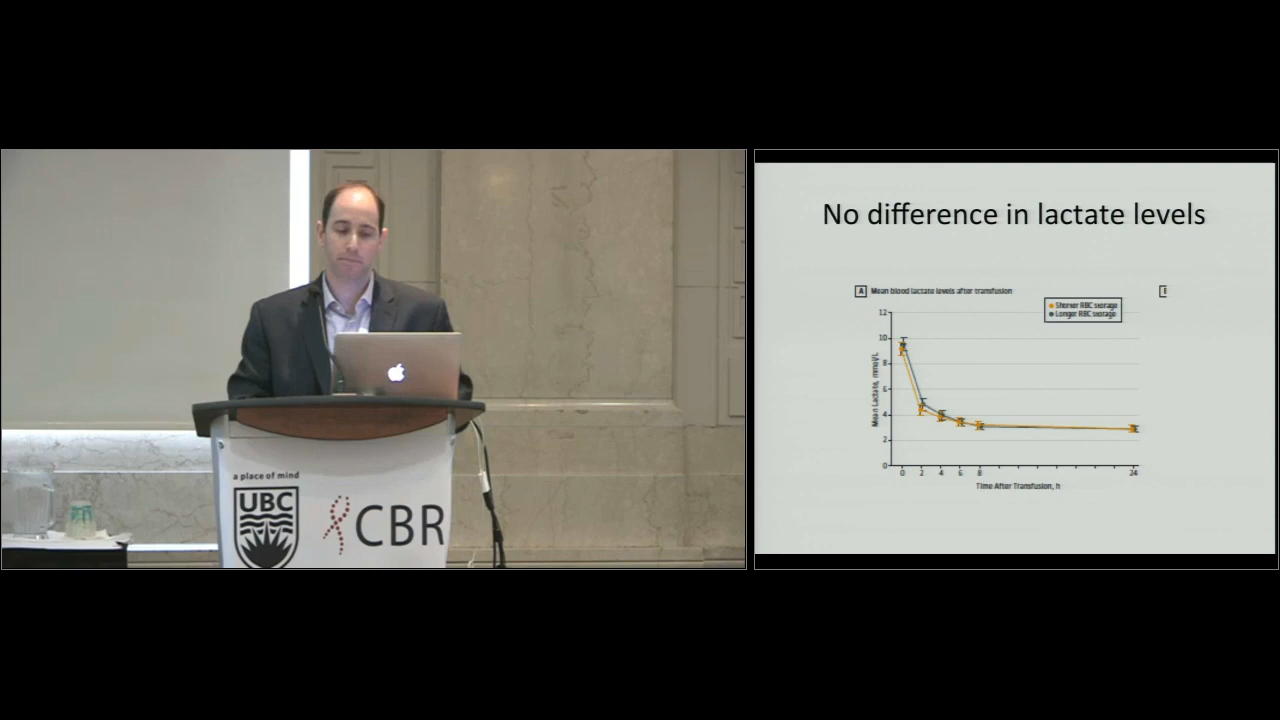 a place of mind
UBC
CBR
No difference in lactate levels
A Mean blood lactate levels after transfusion
Shorter RBC storage
Longer RBC storage
Mean Lactate, mmol/L
12
10
8
6
4
2
0
0 2 4 6 8 24
Time After Transfusion, h